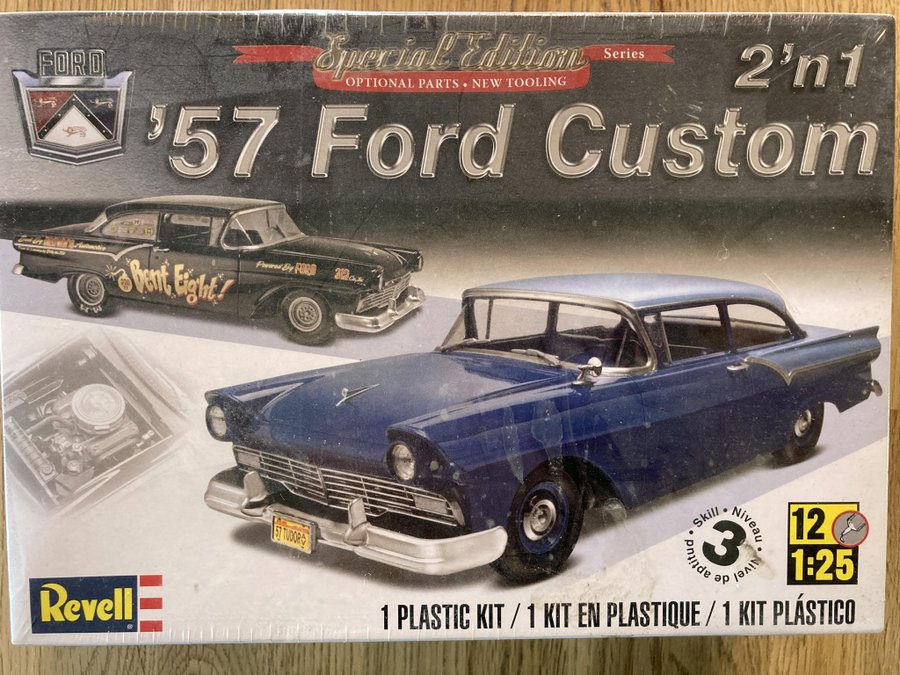 FORD
Special Edition Series
OPTIONAL PARTS • NEW TOOLING
2'n1
'57 Ford Custom
Bent Eight!
Powered By FORD 312
57 TUDOR
Skill • Niveau • Nivel de aptitud
3
12
1:25
Revell
1 PLASTIC KIT / 1 KIT EN PLASTIQUE / 1 KIT PLÁSTICO